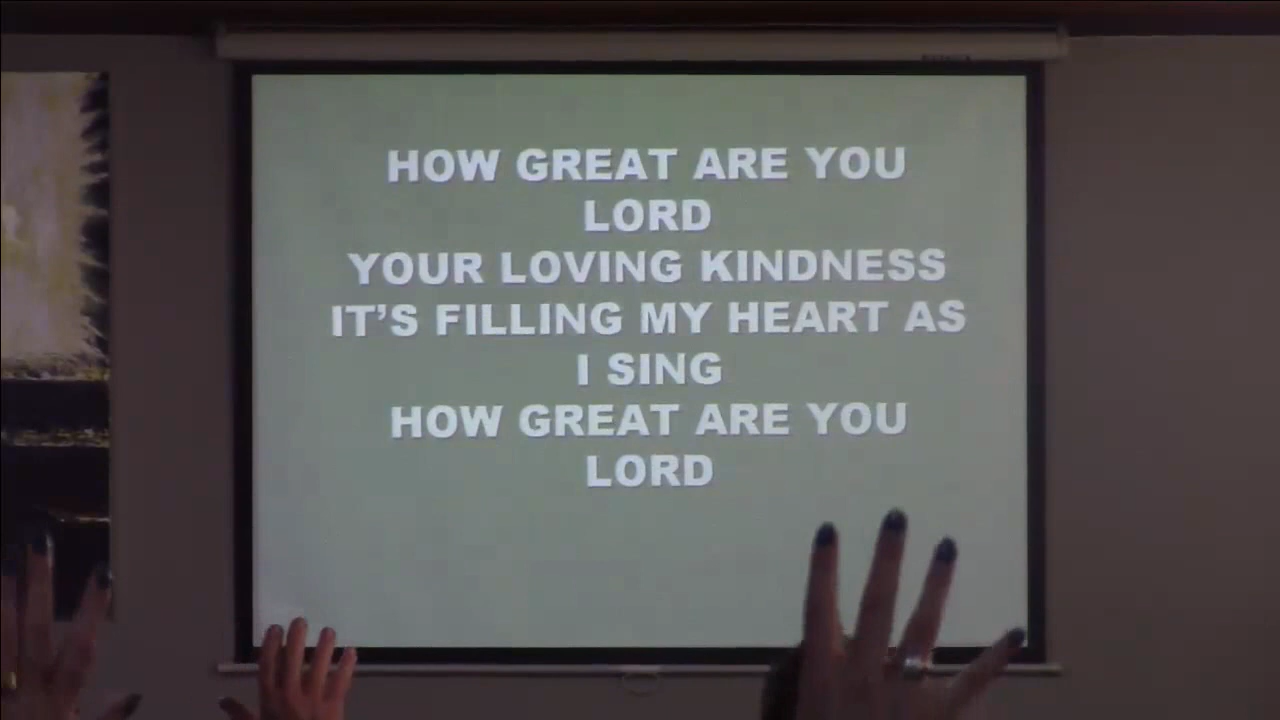 HOW GREAT ARE YOU
LORD
YOUR LOVING KINDNESS
IT'S FILLING MY HEART AS
I SING
HOW GREAT ARE YOU
LORD